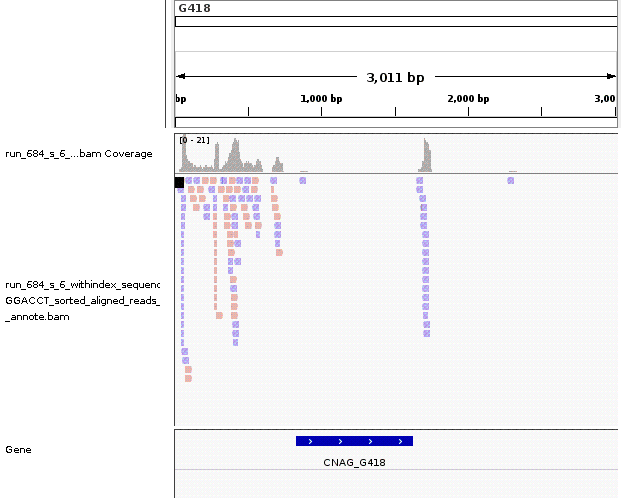 G418
3,011 bp
bp 1,000 bp 2,000 bp 3,00
[0 - 21]
run_684_s_6_...bam Coverage
run_684_s_6_withindex_sequenc
GGACCT_sorted_aligned_reads_
_annote.bam
Gene
CNAG_G418